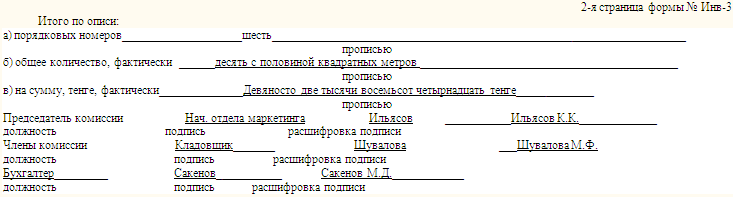 2-я страница формы № Инв-3
Итого по описи:
а) порядковых номеров шесть
прописью
б) общее количество, фактически десять с половиной квадратных метров
прописью
в) на сумму, тенге, фактически Девяносто две тысячи восемьсот четырнадцать тенге
прописью
Председатель комиссии Нач. отдела маркетинга Ильясов Ильясов К.К.
должность подпись расшифровка подписи
Члены комиссии Кладовщик Шувалова Шувалова М.Ф.
должность подпись расшифровка подписи
Бухгалтер Сакенов Сакенов М.Д.
должность подпись расшифровка подписи